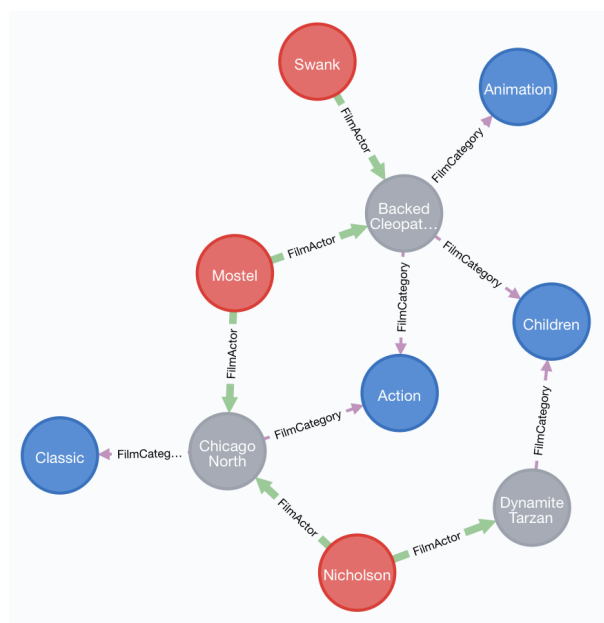 Swank
Animation
FilmActor
FilmCategory
Backed
Cleopat…
FilmActor
FilmCategory
Mostel
FilmCategory
Children
FilmActor
Action
FilmCategory
FilmCategory
Chicago
North
Classic
FilmCateg…
Dynamite
Tarzan
FilmActor
FilmActor
Nicholson